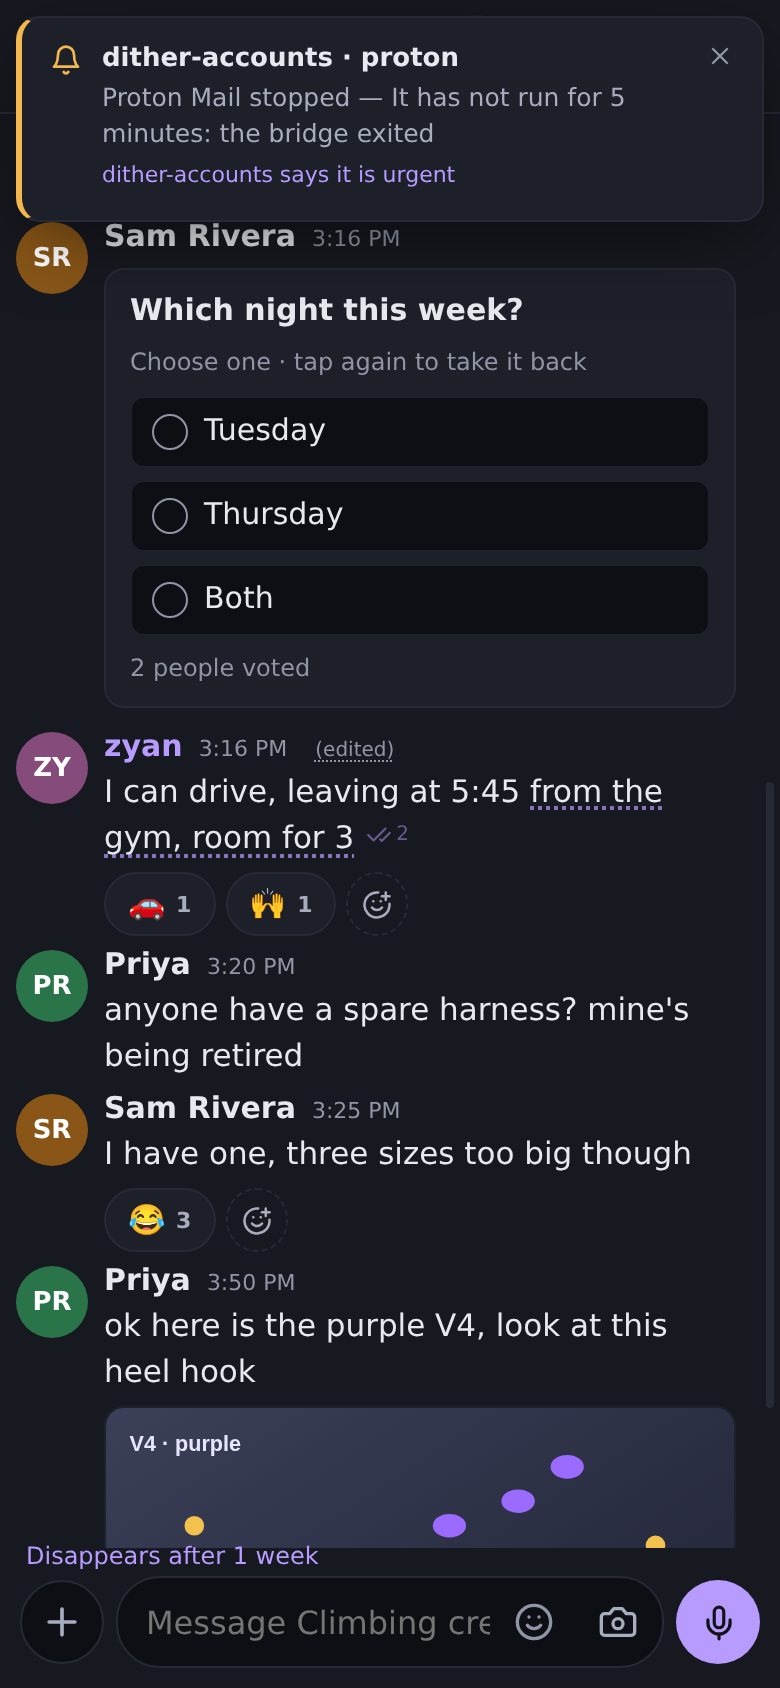 dither-accounts · proton
Proton Mail stopped — It has not run for 5
minutes: the bridge exited
dither-accounts says it is urgent
SR
Sam Rivera 3:16 PM
Which night this week?
Choose one · tap again to take it back
Tuesday
Thursday
Both
2 people voted
ZY
zyan 3:16 PM (edited)
I can drive, leaving at 5:45 from the
gym, room for 3 2
🚗 1 🙌 1
PR
Priya 3:20 PM
anyone have a spare harness? mine's
being retired
SR
Sam Rivera 3:25 PM
I have one, three sizes too big though
😂 3
PR
Priya 3:50 PM
ok here is the purple V4, look at this
heel hook
V4 · purple
Disappears after 1 week
Message Climbing cre